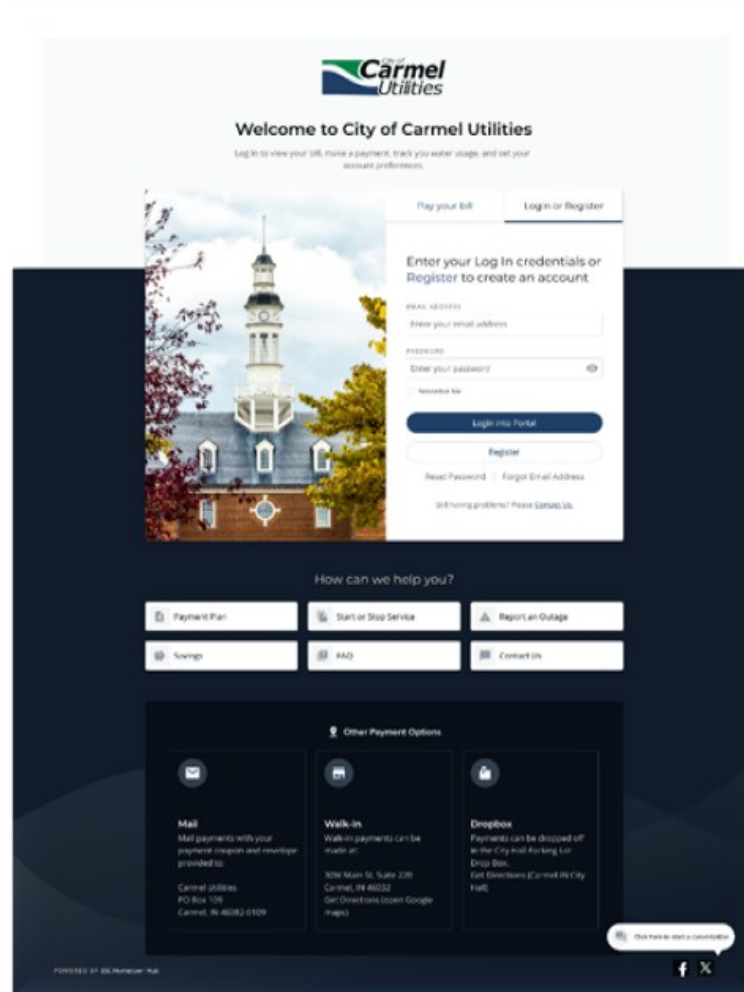 City of
Carmel
Utilities
Welcome to City of Carmel Utilities
Log in to view your bill, make a payment, track you water usage, and set your
account preferences.
Pay your bill
Login or Register
Enter your Log In credentials or
Register to create an account
EMAIL ADDRESS
Enter your email address
PASSWORD
Enter your password
Remember Me
Login into Portal
Register
Reset Password | Forgot Email Address
Still having problems? Please Contact Us.
How can we help you?
Payment Plan
Start or Stop Service
Report an Outage
Savings
FAQ
Contact Us
Other Payment Options
Mail
Mail payments with your
payment coupon and envelope
provided to:
Carmel Utilities
PO Box 109
Carmel, IN 46082-0109
Walk-in
Walk-in payments can be
made at:
30W Main St. Suite 220
Carmel, IN 46032
Get Directions (open Google
maps)
Dropbox
Payments can be dropped off
in the City Hall Parking Lot
Drop Box.
Get Directions (Carmel IN City
Hall)
Click here to start a conversation
POWERED BY Hub